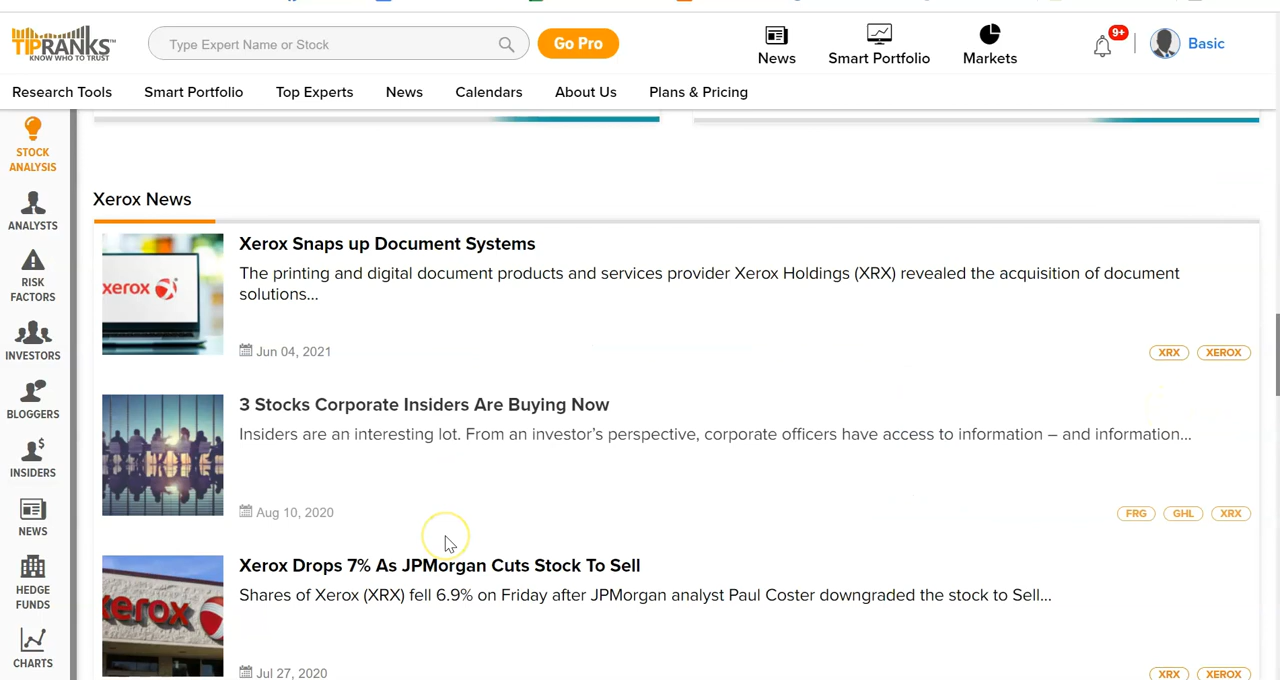 TIPRANKS
KNOW WHO TO TRUST
Type Expert Name or Stock
Go Pro
News
Smart Portfolio
Markets
9+
Basic
Research Tools
Smart Portfolio
Top Experts
News
Calendars
About Us
Plans & Pricing
STOCK
ANALYSIS
ANALYSTS
RISK
FACTORS
INVESTORS
BLOGGERS
INSIDERS
NEWS
HEDGE
FUNDS
CHARTS
Xerox News
xerox
Xerox Snaps up Document Systems
The printing and digital document products and services provider Xerox Holdings (XRX) revealed the acquisition of document
solutions...
Jun 04, 2021
XRX
XEROX
3 Stocks Corporate Insiders Are Buying Now
Insiders are an interesting lot. From an investor's perspective, corporate officers have access to information – and information...
Aug 10, 2020
FRG
GHL
XRX
xerox
Xerox Drops 7% As JPMorgan Cuts Stock To Sell
Shares of Xerox (XRX) fell 6.9% on Friday after JPMorgan analyst Paul Coster downgraded the stock to Sell...
Jul 27, 2020
XRX
XEROX